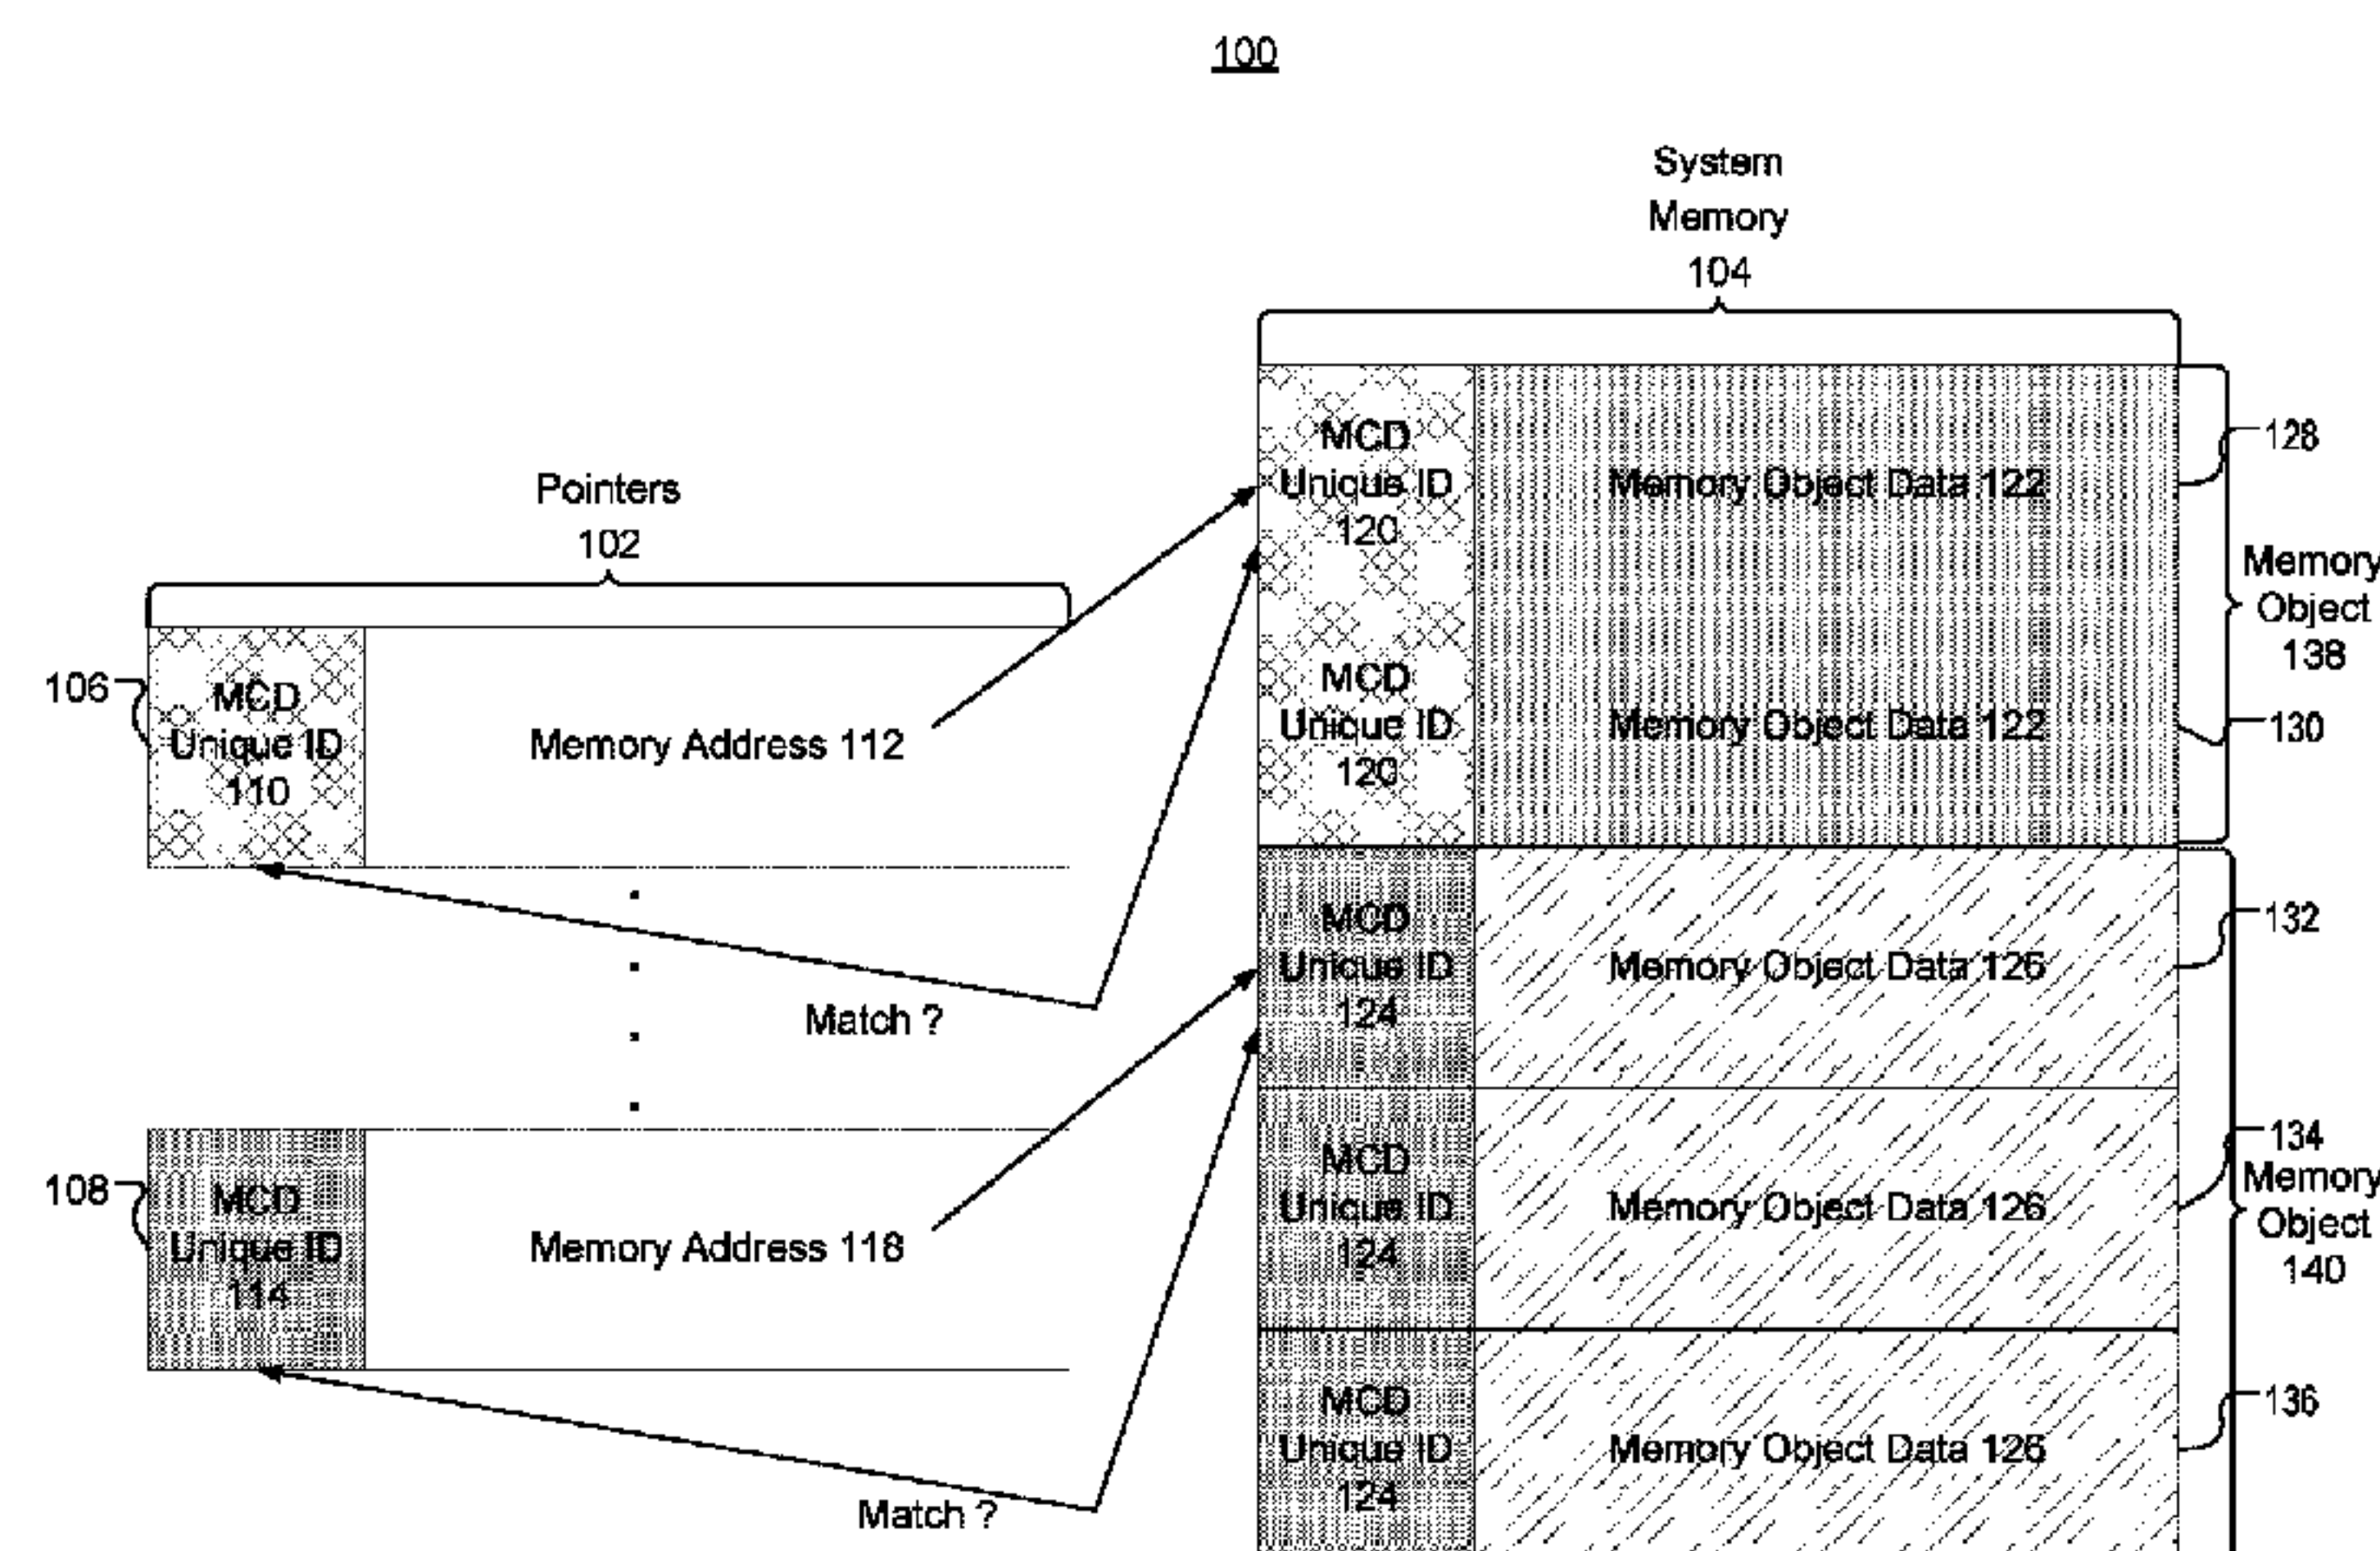 100
System
Memory
104
Pointers
102
106
MCD
Unique ID
110
Memory Address 112
108
MCD
Unique ID
114
Memory Address 118
Match ?
Match ?
MCD
Unique ID
120
Memory Object Data 122
MCD
Unique ID
120
Memory Object Data 122
MCD
Unique ID
124
Memory Object Data 126
MCD
Unique ID
124
Memory Object Data 126
MCD
Unique ID
124
Memory Object Data 126
128
Memory
Object
138
130
132
134
Memory
Object
140
136